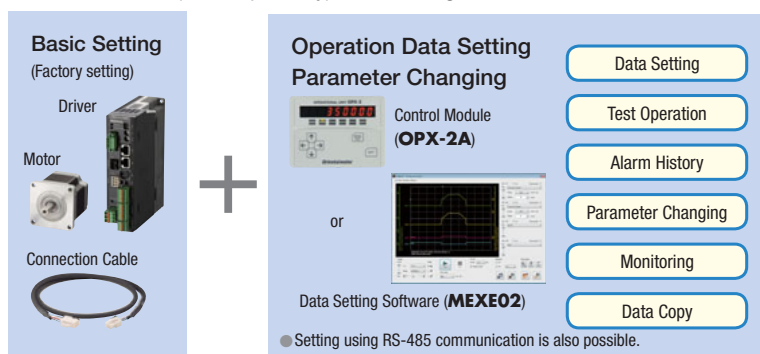 Basic Setting
(Factory setting)
Driver
Motor
Connection Cable
Operation Data Setting
Parameter Changing
Control Module
(OPX-2A)
350000
or
Data Setting Software (MEXE02)
Setting using RS-485 communication is also possible.
Data Setting
Test Operation
Alarm History
Parameter Changing
Monitoring
Data Copy